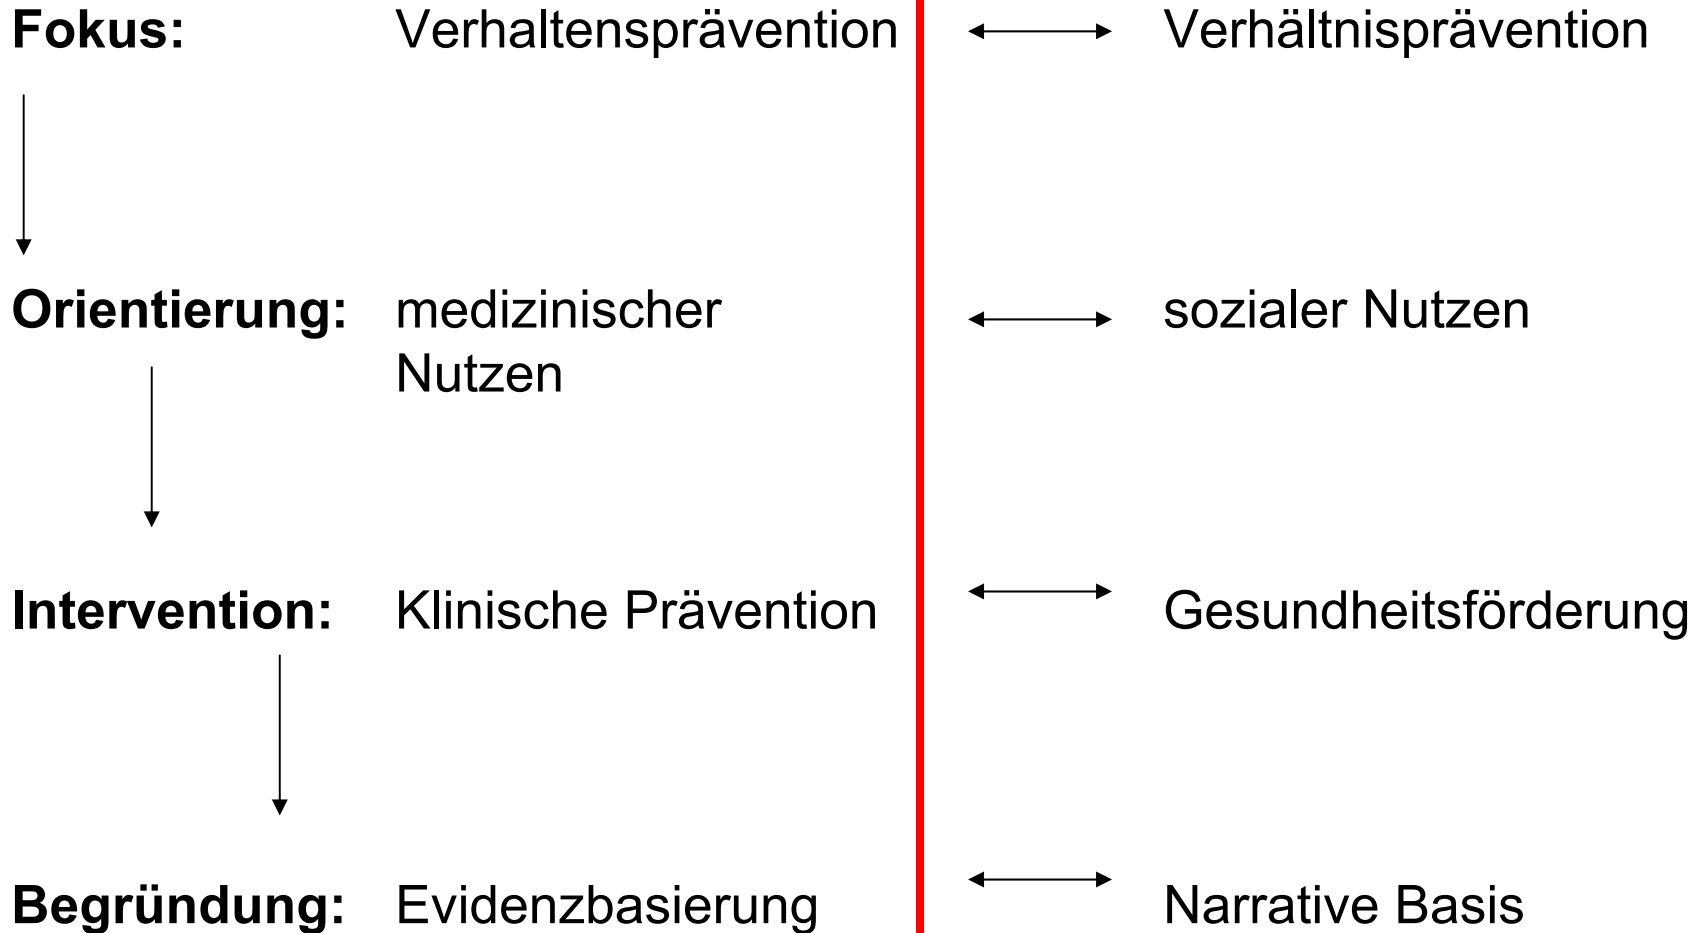 Fokus: Verhaltensprävention Verhältnisprävention
Orientierung: medizinischer sozialer Nutzen
Nutzen
Intervention: Klinische Prävention Gesundheitsförderung
Begründung: Evidenzbasierung Narrative Basis